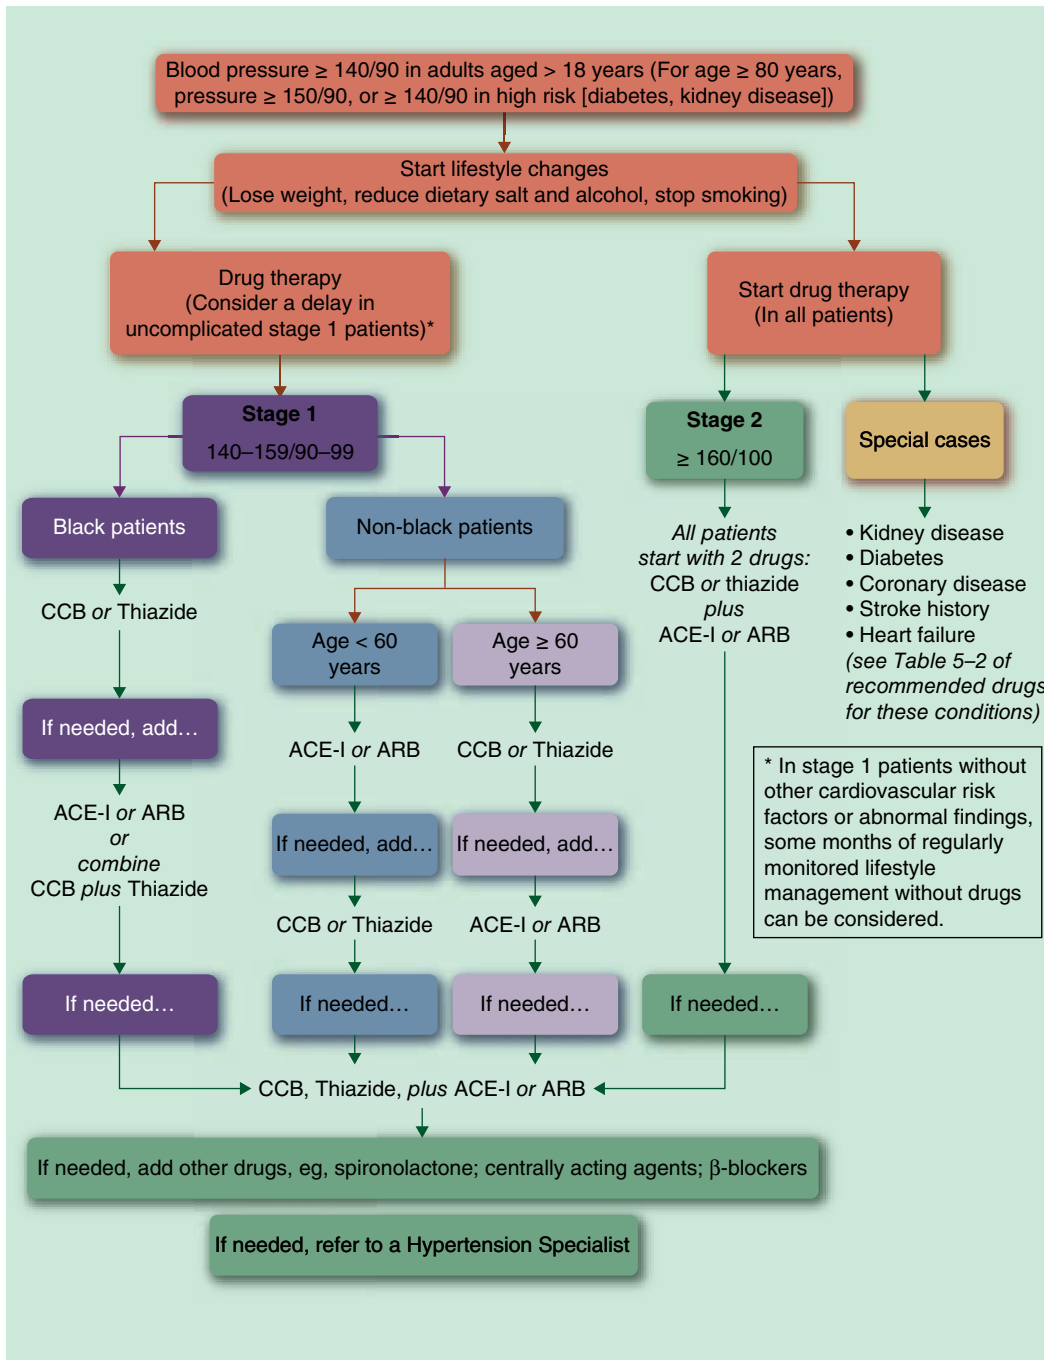 Blood pressure ≥ 140/90 in adults aged > 18 years (For age ≥ 80 years,
pressure ≥ 150/90, or ≥ 140/90 in high risk [diabetes, kidney disease])
Start lifestyle changes
(Lose weight, reduce dietary salt and alcohol, stop smoking)
Drug therapy
(Consider a delay in
uncomplicated stage 1 patients)*
Start drug therapy
(In all patients)
Stage 1
140–159/90–99
Stage 2
≥ 160/100
Special cases
Black patients
Non-black patients
CCB or Thiazide
Age < 60
years
Age ≥ 60
years
All patients
start with 2 drugs:
CCB or thiazide
plus
ACE-I or ARB
• Kidney disease
• Diabetes
• Coronary disease
• Stroke history
• Heart failure
(see Table 5–2 of
recommended drugs
for these conditions)
If needed, add…
ACE-I or ARB
or
combine
CCB plus Thiazide
ACE-I or ARB
CCB or Thiazide
If needed, add…
If needed, add…
CCB or Thiazide
ACE-I or ARB
* In stage 1 patients without
other cardiovascular risk
factors or abnormal findings,
some months of regularly
monitored lifestyle
management without drugs
can be considered.
If needed…
If needed…
If needed…
If needed…
CCB, Thiazide, plus ACE-I or ARB
If needed, add other drugs, eg, spironolactone; centrally acting agents; β-blockers
If needed, refer to a Hypertension Specialist